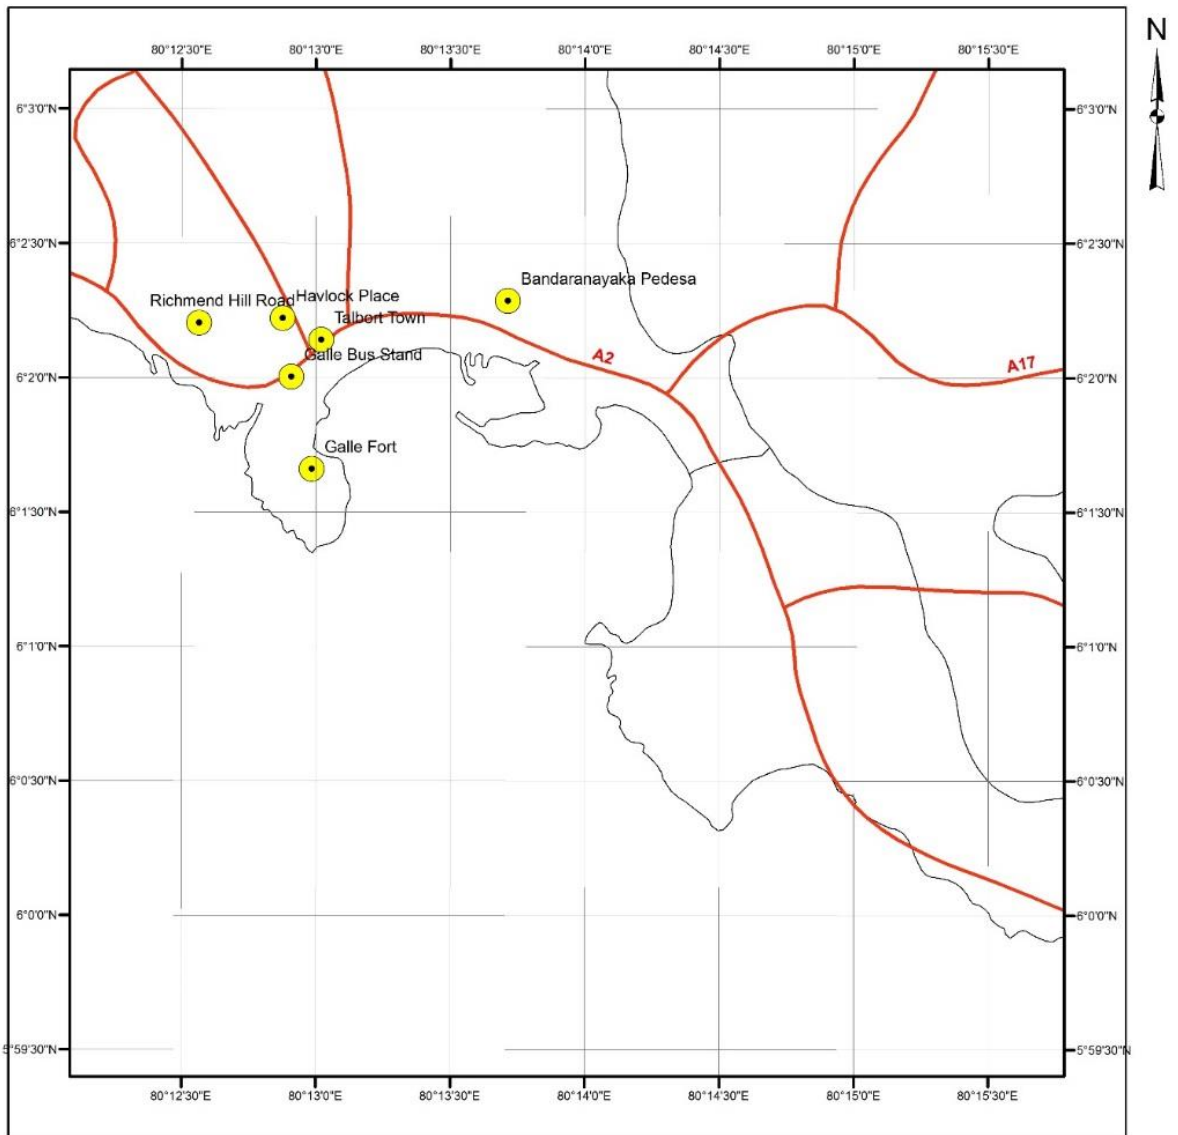 N
80°12'30"E 80°13'0"E 80°13'30"E 80°14'0"E 80°14'30"E 80°15'0"E 80°15'30"E
6°3'0"N 6°3'0"N
6°2'30"N 6°2'30"N
Bandaranayaka Pedesa
Richmend Hill Road Havlock Place
Talbort Town
Galle Bus Stand
A2
A17
6°2'0"N 6°2'0"N
Galle Fort
6°1'30"N 6°1'30"N
6°1'0"N 6°1'0"N
6°0'30"N 6°0'30"N
6°0'0"N 6°0'0"N
5°59'30"N 5°59'30"N
80°12'30"E 80°13'0"E 80°13'30"E 80°14'0"E 80°14'30"E 80°15'0"E 80°15'30"E